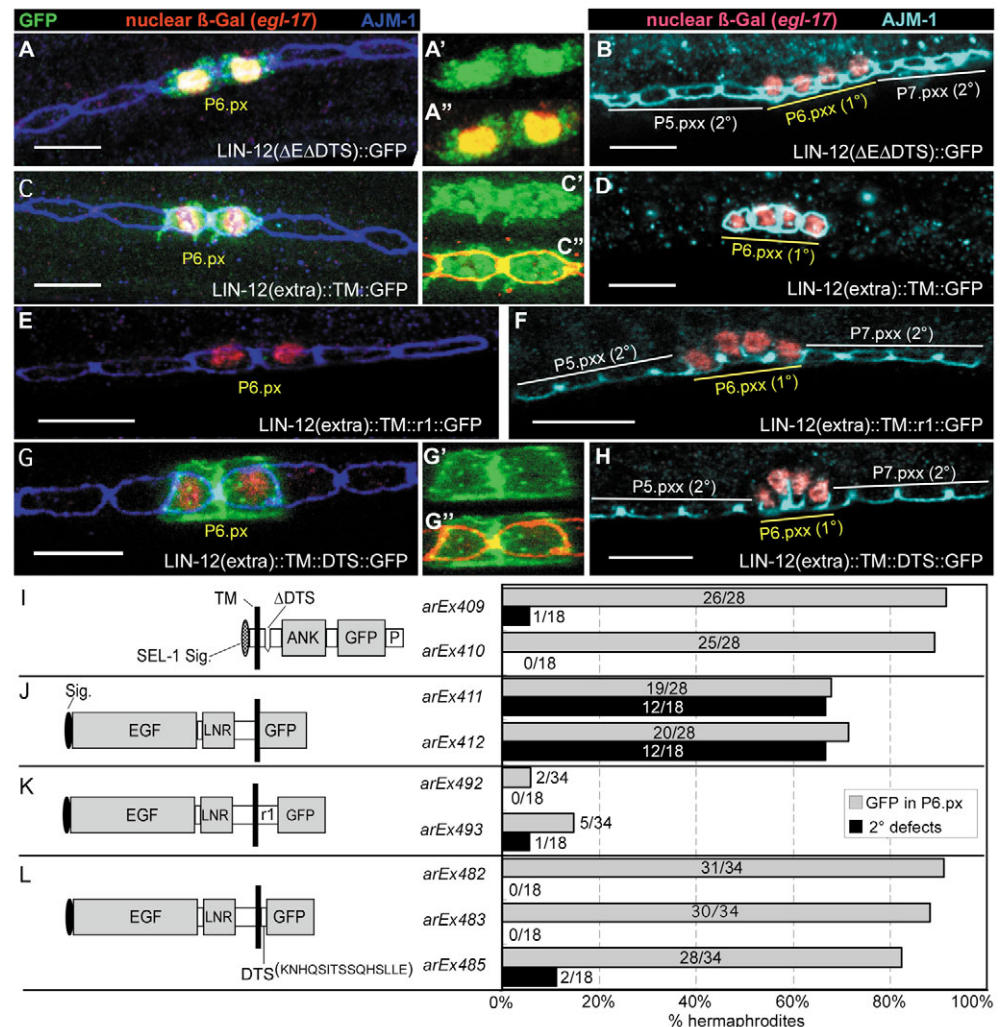 GFP nuclear ß-Gal (egl-17) AJM-1
nuclear ß-Gal (egl-17) AJM-1
A
P6.px
LIN-12(ΔEΔDTS)::GFP
A'
A''
B
P5.pxx (2°)
P6.pxx (1°)
P7.pxx (2°)
LIN-12(ΔEΔDTS)::GFP
C
P6.px
LIN-12(extra)::TM::GFP
C'
C''
D
P6.pxx (1°)
LIN-12(extra)::TM::GFP
E
P6.px
LIN-12(extra)::TM::r1::GFP
F
P5.pxx (2°)
P6.pxx (1°)
P7.pxx (2°)
LIN-12(extra)::TM::r1::GFP
G
P6.px
LIN-12(extra)::TM::DTS::GFP
G'
G''
H
P5.pxx (2°)
P6.pxx (1°)
P7.pxx (2°)
LIN-12(extra)::TM::DTS::GFP
I
TM
ΔDTS
ANK
GFP
P
SEL-1 Sig.
arEx409
26/28
1/18
arEx410
25/28
0/18
J
Sig.
EGF
LNR
GFP
arEx411
19/28
12/18
arEx412
20/28
12/18
K
EGF
LNR
r1
GFP
arEx492
2/34
0/18
arEx493
5/34
1/18
GFP in P6.px
2° defects
L
EGF
LNR
GFP
DTS(KNHQSITSSQHSLLE)
arEx482
31/34
0/18
arEx483
30/34
0/18
arEx485
28/34
2/18
0% 20% 40% 60% 80% 100%
% hermaphrodites